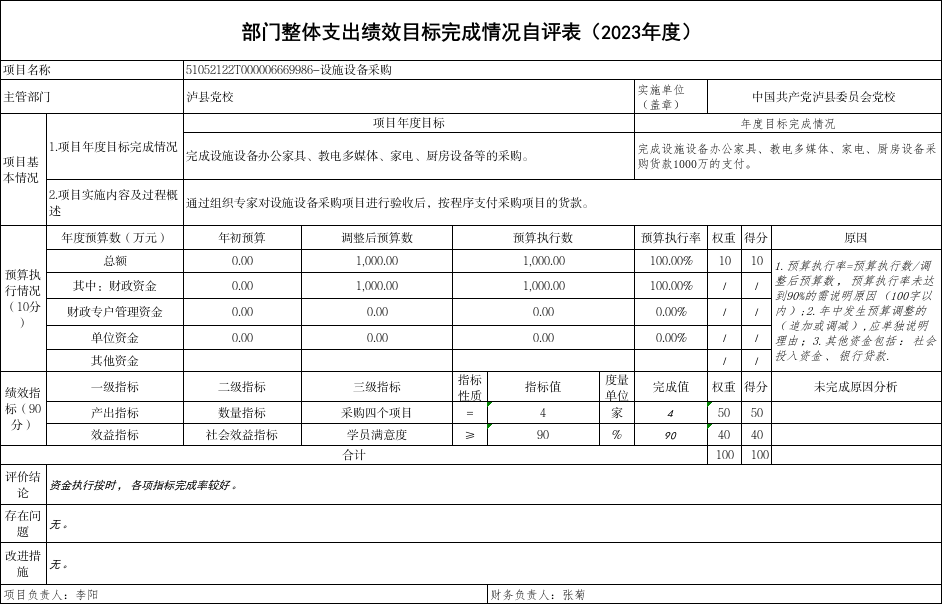 部门整体支出绩效目标完成情况自评表（2023年度）
项目名称 51052122T000006669986-设施设备采购
主管部门 泸县党校 实施单位（盖章） 中国共产党泸县委员会党校
项目基本情况 1.项目年度目标完成情况 项目年度目标 年度目标完成情况
完成设施设备办公家具、教电多媒体、家电、厨房设备等的采购。 完成设施设备办公家具、教电多媒体、家电、厨房设备采购货款1000万的支付。
2.项目实施内容及过程概述 通过组织专家对设施设备采购项目进行验收后，按程序支付采购项目的货款。
预算执行情况（10分） 年度预算数（万元） 年初预算 调整后预算数 预算执行数 预算执行率 权重 得分 原因
总额 0.00 1,000.00 1,000.00 100.00% 10 10 1.预算执行率=预算执行数/调整后预算数，预算执行率未达到90%的需说明原因（100字以内）;2.年中发生预算调整的（追加或调减）,应单独说明理由；3.其他资金包括：社会投入资金、银行贷款.
其中：财政资金 0.00 1,000.00 1,000.00 100.00% / /
财政专户管理资金 0.00 0.00 0.00 0.00% / /
单位资金 0.00 0.00 0.00 0.00% / /
其他资金 / /
绩效指标（90分） 一级指标 二级指标 三级指标 指标性质 指标值 度量单位 完成值 权重 得分 未完成原因分析
产出指标 数量指标 采购四个项目 ＝ 4 家 4 50 50
效益指标 社会效益指标 学员满意度 ≥ 90 % 90 40 40
合计 100 100
评价结论 资金执行按时，各项指标完成率较好。
存在问题 无。
改进措施 无。
项目负责人：李阳 财务负责人：张菊